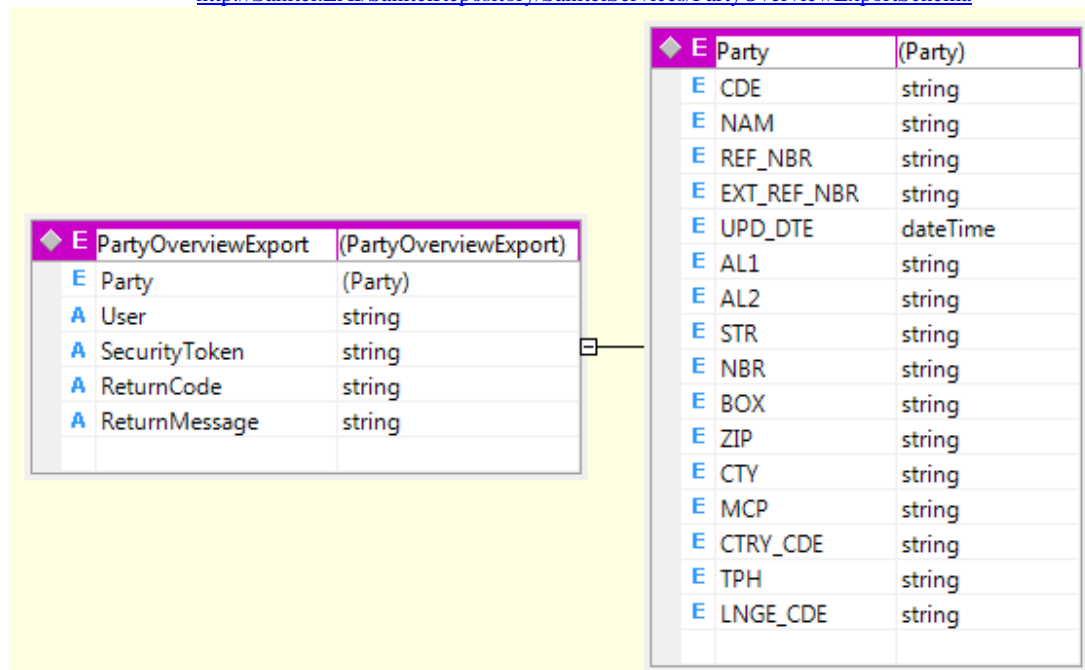 E PartyOverviewExport (PartyOverviewExport)
E Party (Party)
A User string
A SecurityToken string
A ReturnCode string
A ReturnMessage string
E Party (Party)
E CDE string
E NAM string
E REF_NBR string
E EXT_REF_NBR string
E UPD_DTE dateTime
E AL1 string
E AL2 string
E STR string
E NBR string
E BOX string
E ZIP string
E CTY string
E MCP string
E CTRY_CDE string
E TPH string
E LNGE_CDE string